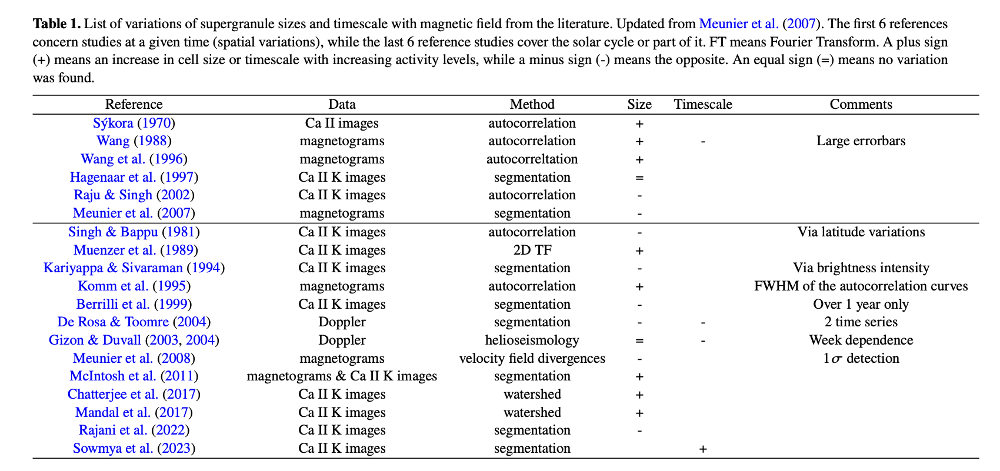 Table 1. List of variations of supergranule sizes and timescale with magnetic field from the literature. Updated from Meunier et al. (2007). The first 6 references
concern studies at a given time (spatial variations), while the last 6 reference studies cover the solar cycle or part of it. FT means Fourier Transform. A plus sign
(+) means an increase in cell size or timescale with increasing activity levels, while a minus sign (-) means the opposite. An equal sign (=) means no variation
was found.
Reference Data Method Size Timescale Comments
Sýkora (1970) Ca II images autocorrelation +
Wang (1988) magnetograms autocorrelation + - Large errorbars
Wang et al. (1996) magnetograms autocorreltation +
Hagenaar et al. (1997) Ca II K images segmentation =
Raju & Singh (2002) Ca II K images autocorrelation -
Meunier et al. (2007) magnetograms segmentation -
Singh & Bappu (1981) Ca II K images autocorrelation - Via latitude variations
Muenzer et al. (1989) Ca II K images 2D TF +
Kariyappa & Sivaraman (1994) Ca II K images segmentation - Via brightness intensity
Komm et al. (1995) magnetograms autocorrelation + FWHM of the autocorrelation curves
Berrilli et al. (1999) Ca II K images segmentation - Over 1 year only
De Rosa & Toomre (2004) Doppler segmentation - - 2 time series
Gizon & Duvall (2003, 2004) Doppler helioseismology = - Week dependence
Meunier et al. (2008) magnetograms velocity field divergences - 1σ detection
McIntosh et al. (2011) magnetograms & Ca II K images segmentation +
Chatterjee et al. (2017) Ca II K images watershed +
Mandal et al. (2017) Ca II K images watershed +
Rajani et al. (2022) Ca II K images segmentation -
Sowmya et al. (2023) Ca II K images segmentation +